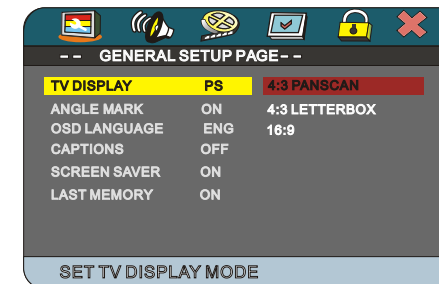 -- GENERAL SETUP PAGE--
TV DISPLAY PS 4:3 PANSCAN
ANGLE MARK ON 4:3 LETTERBOX
OSD LANGUAGE ENG 16:9
CAPTIONS OFF
SCREEN SAVER ON
LAST MEMORY ON
SET TV DISPLAY MODE